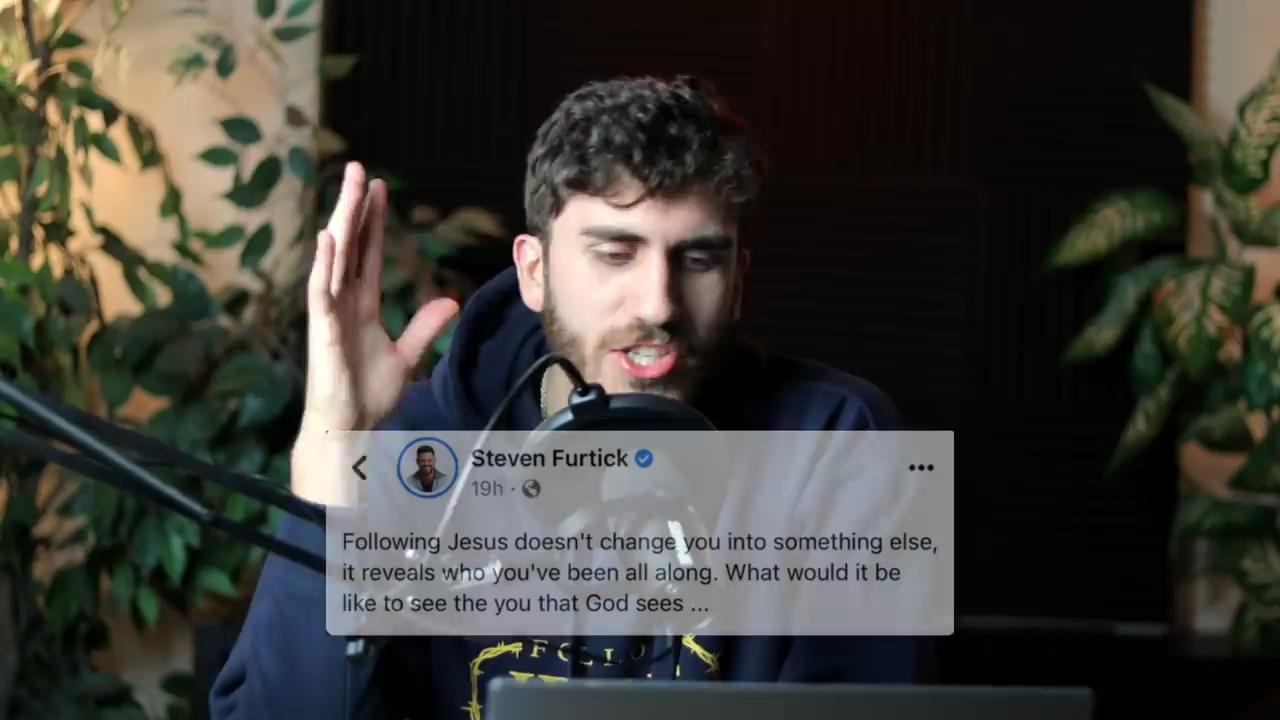 Steven Furtick
19h ·
Following Jesus doesn't change you into something else,
it reveals who you've been all along. What would it be
like to see the you that God sees ...